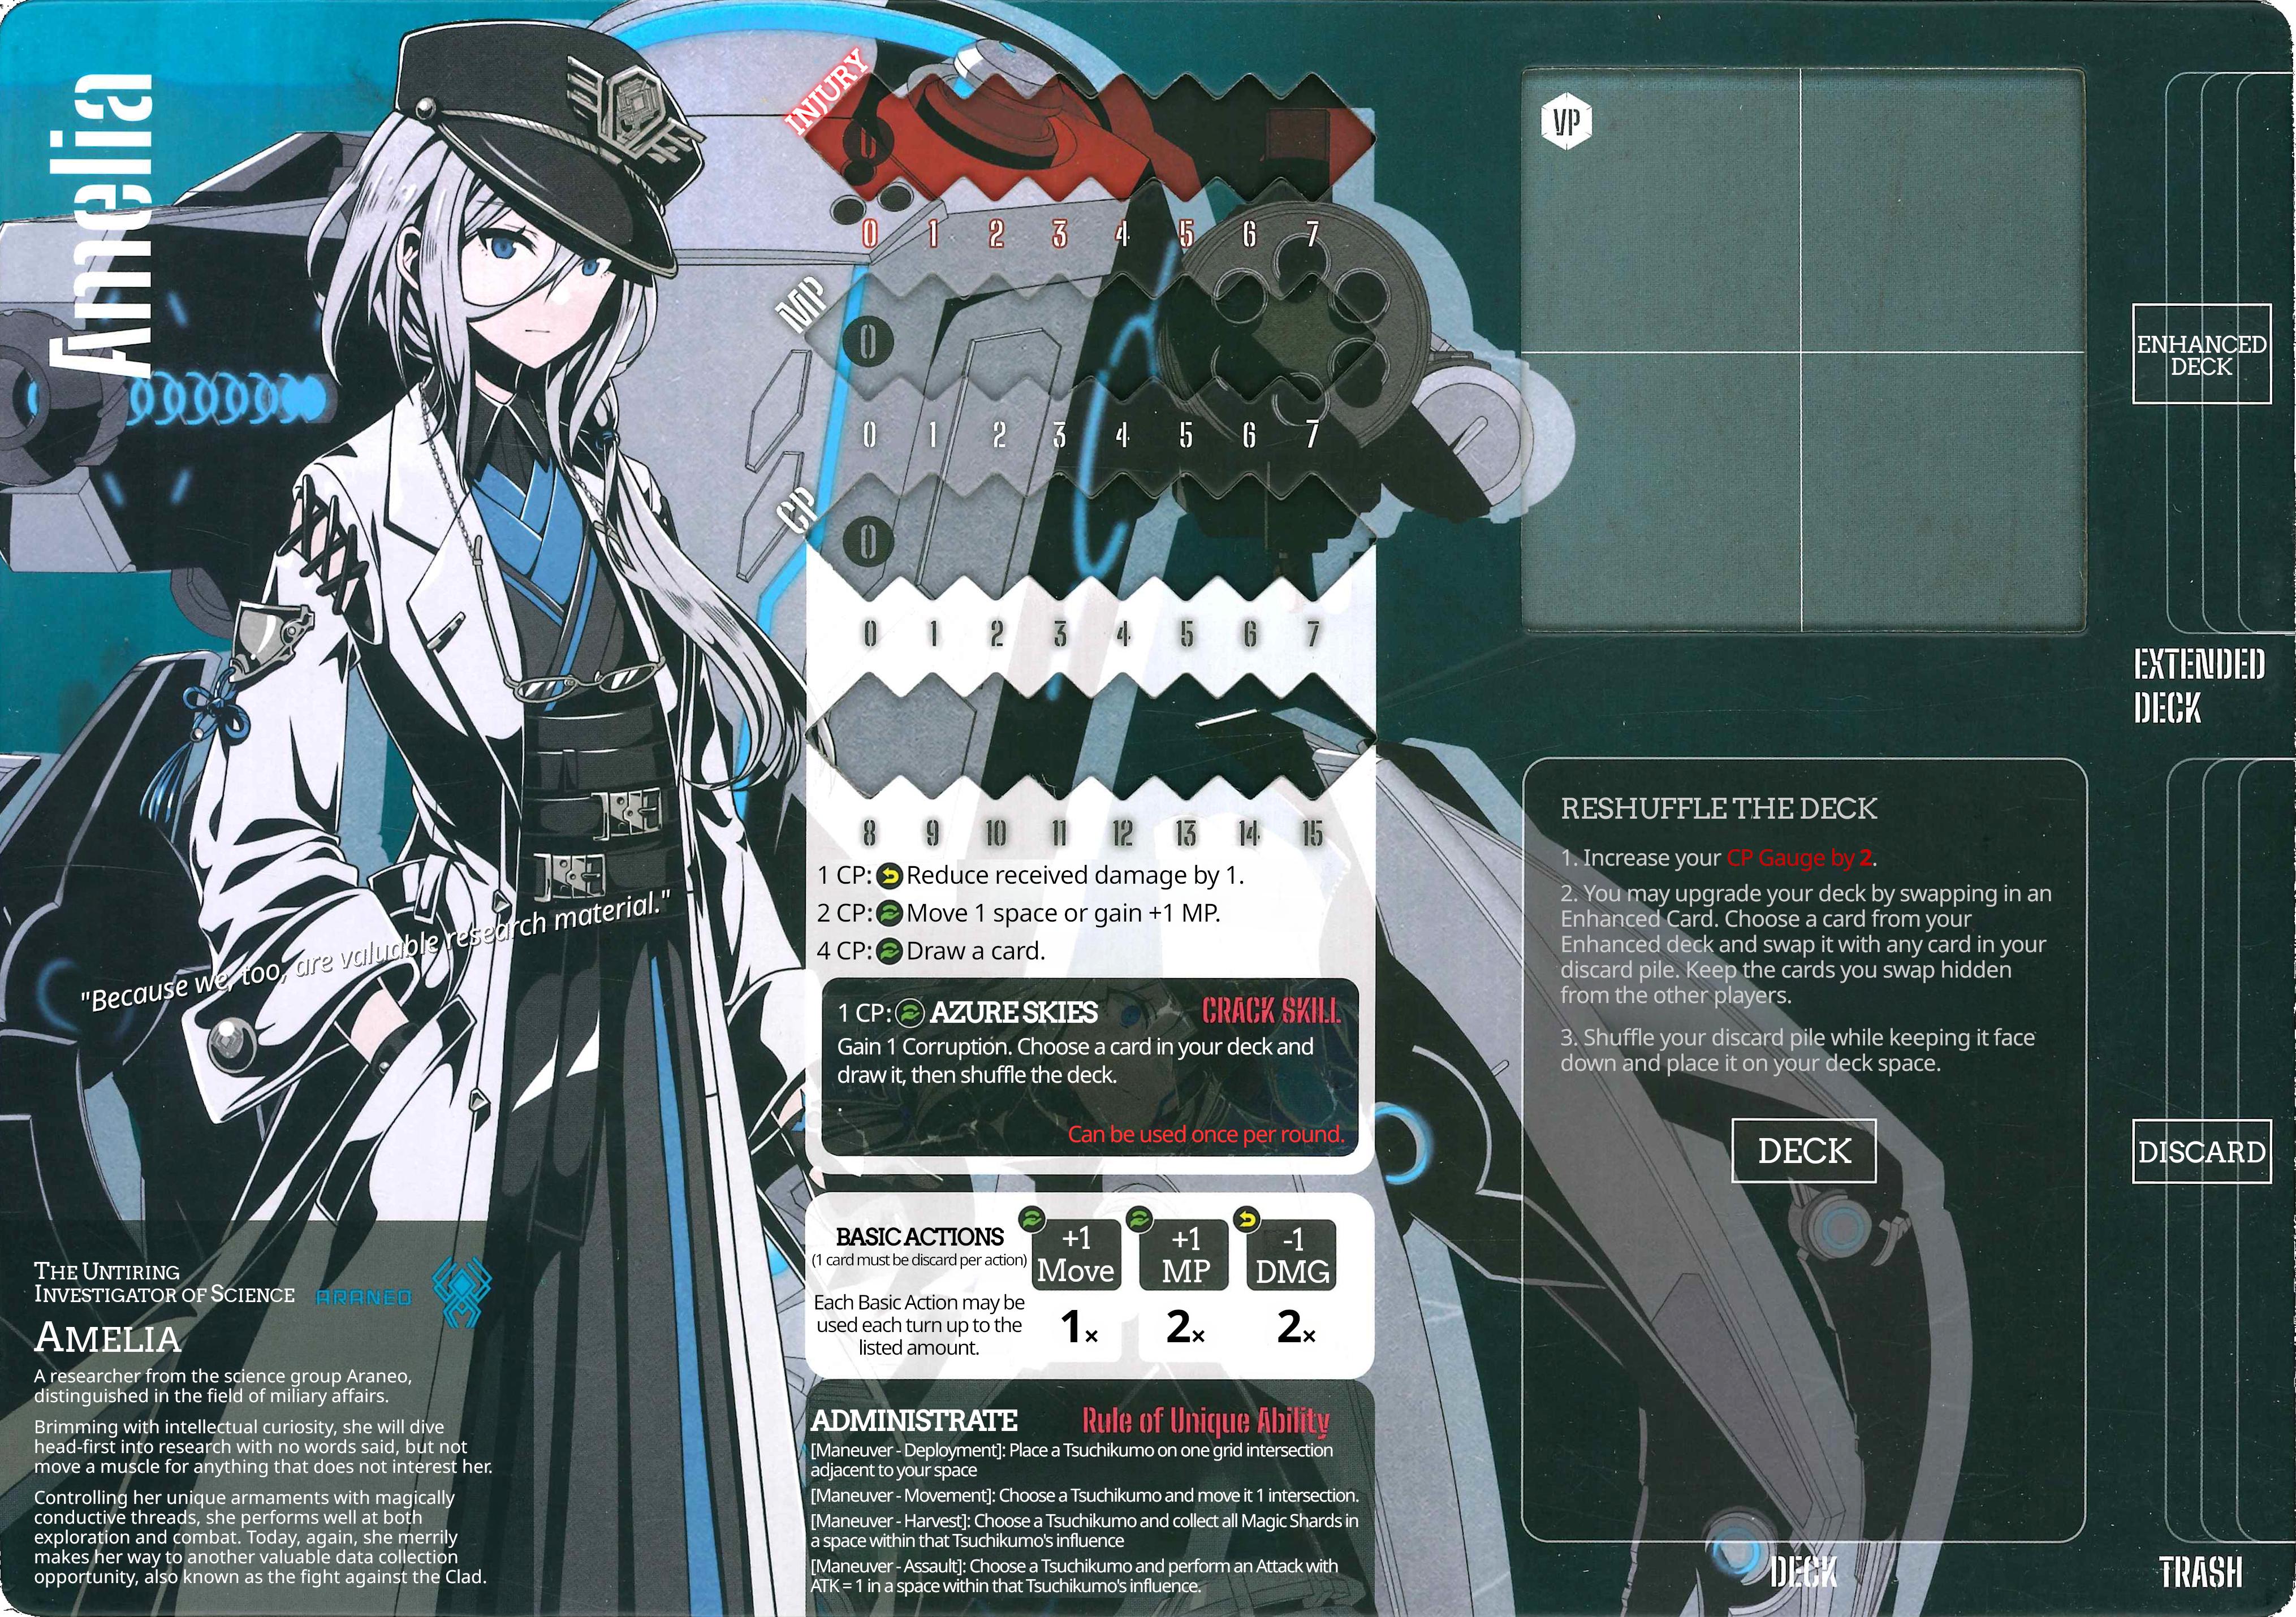 Amelia
INJURY
0
0 1 2 3 4 5 6 7
MP
0
0 1 2 3 4 5 6 7
CP
0
0 1 2 3 4 5 6 7
8 9 10 11 12 13 14 15
1 CP: Reduce received damage by 1.
2 CP: Move 1 space or gain +1 MP.
4 CP: Draw a card.
1 CP: AZURE SKIES CRACK SKILL
Gain 1 Corruption. Choose a card in your deck and
draw it, then shuffle the deck.
.
Can be used once per round.
BASIC ACTIONS
(1 card must be discard per action)
Each Basic Action may be
used each turn up to the
listed amount.
+1
Move
1×
+1
MP
2×
-1
DMG
2×
ADMINISTRATE Rule of Unique Ability
[Maneuver - Deployment]: Place a Tsuchikumo on one grid intersection
adjacent to your space
[Maneuver - Movement]: Choose a Tsuchikumo and move it 1 intersection.
[Maneuver - Harvest]: Choose a Tsuchikumo and collect all Magic Shards in
a space within that Tsuchikumo's influence
[Maneuver - Assault]: Choose a Tsuchikumo and perform an Attack with
ATK = 1 in a space within that Tsuchikumo's influence.
"Because we, too, are valuable research material."
THE UNTIRING
INVESTIGATOR OF SCIENCE
ARANEO
AMELIA
A researcher from the science group Araneo,
distinguished in the field of miliary affairs.
Brimming with intellectual curiosity, she will dive
head-first into research with no words said, but not
move a muscle for anything that does not interest her.
Controlling her unique armaments with magically
conductive threads, she performs well at both
exploration and combat. Today, again, she merrily
makes her way to another valuable data collection
opportunity, also known as the fight against the Clad.
VP
ENHANCED
DECK
EXTENDED
DECK
RESHUFFLE THE DECK
1. Increase your CP Gauge by 2.
2. You may upgrade your deck by swapping in an
Enhanced Card. Choose a card from your
Enhanced deck and swap it with any card in your
discard pile. Keep the cards you swap hidden
from the other players.
3. Shuffle your discard pile while keeping it face
down and place it on your deck space.
DECK
DISCARD
DECK
TRASH